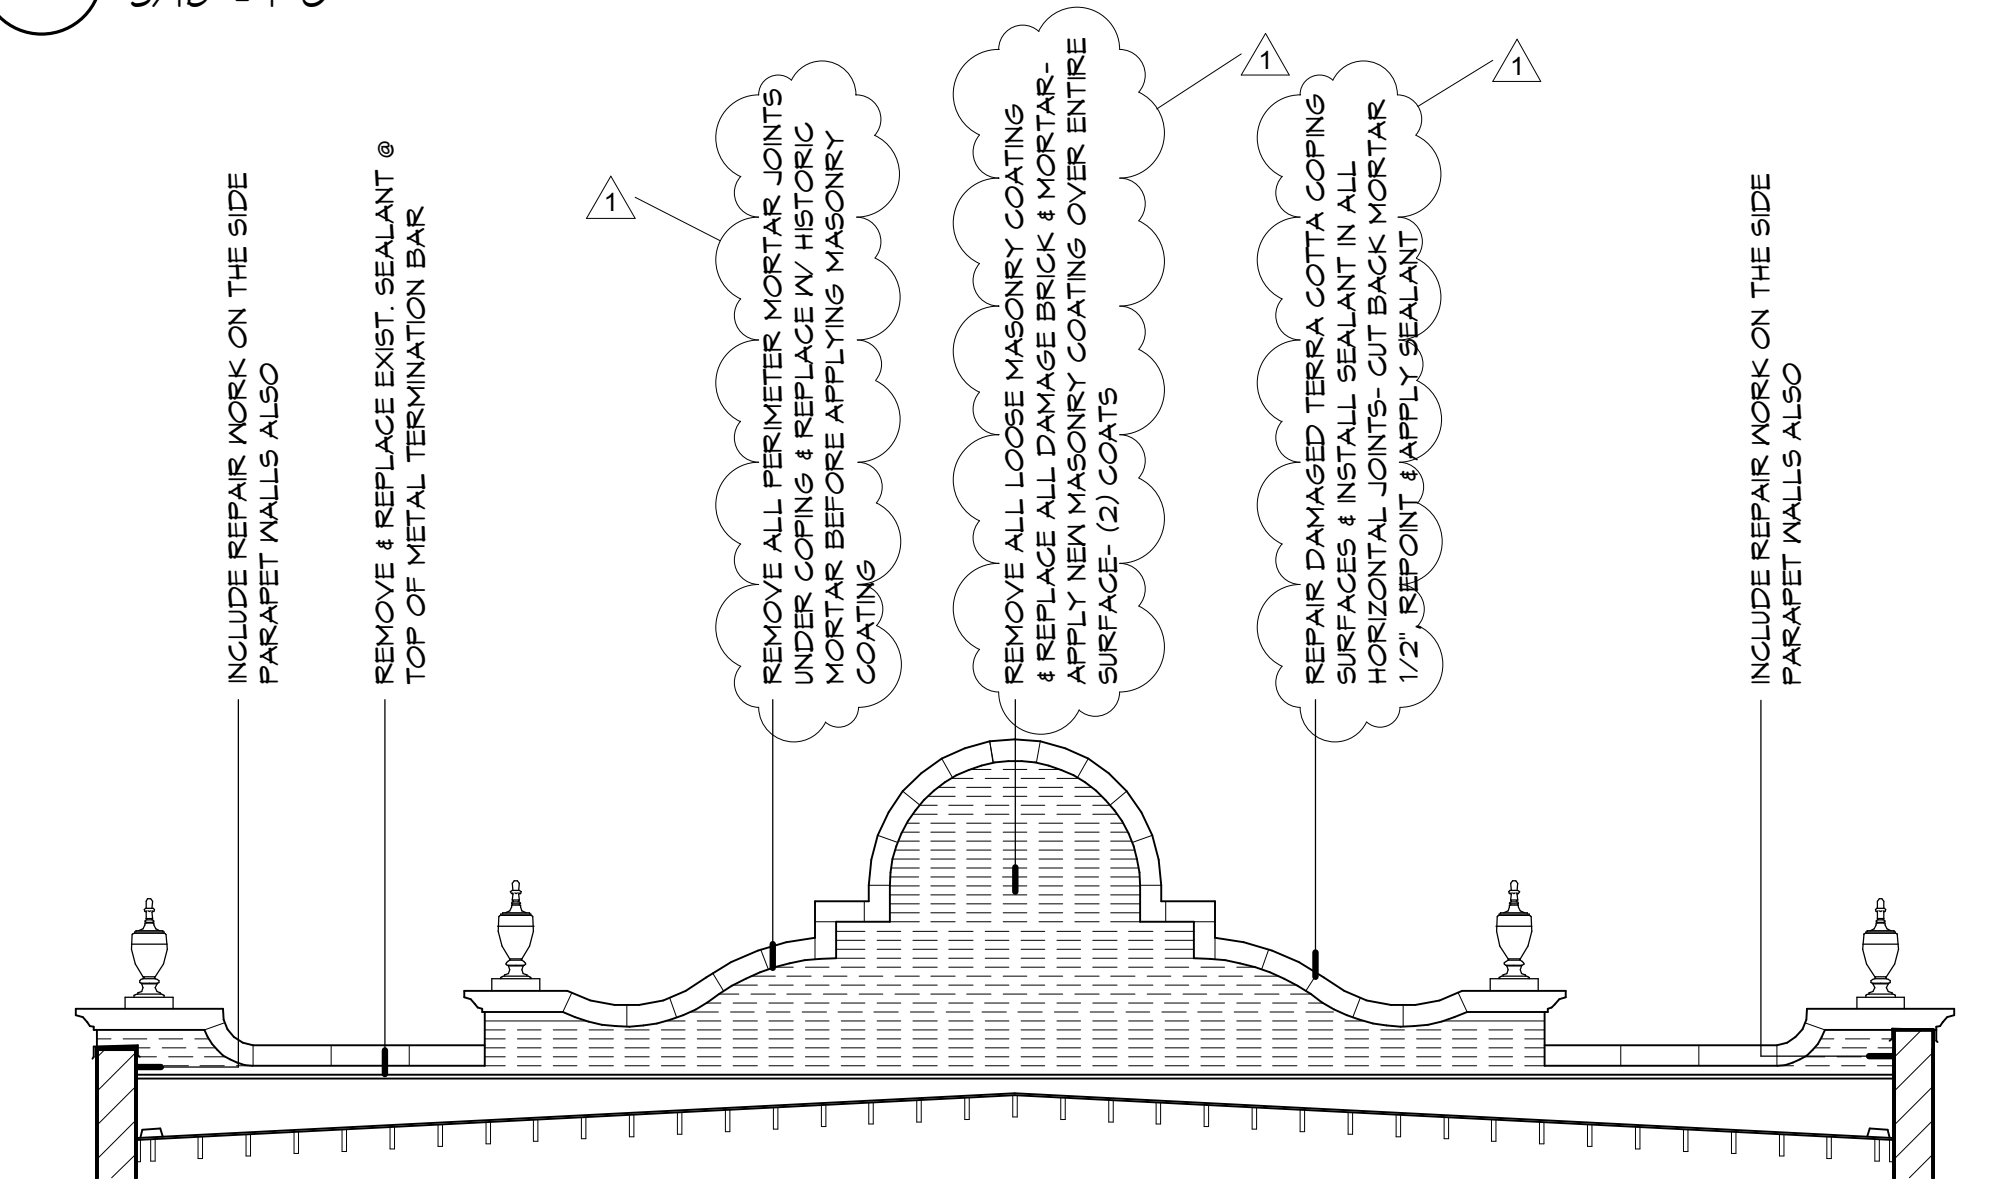 INCLUDE REPAIR WORK ON THE SIDE
PARAPET WALLS ALSO
REMOVE & REPLACE EXIST. SEALANT @
TOP OF METAL TERMINATION BAR
1
REMOVE ALL PERIMETER MORTAR JOINTS
UNDER COPING & REPLACE W/ HISTORIC
MORTAR BEFORE APPLYING MASONRY
COATING
REMOVE ALL LOOSE MASONRY COATING
& REPLACE ALL DAMAGE BRICK & MORTAR-
APPLY NEW MASONRY COATING OVER ENTIRE
SURFACE- (2) COATS
1
REPAIR DAMAGED TERRA COTTA COPING
SURFACES & INSTALL SEALANT IN ALL
HORIZONTAL JOINTS- CUT BACK MORTAR
1/2", REPOINT & APPLY SEALANT
1
INCLUDE REPAIR WORK ON THE SIDE
PARAPET WALLS ALSO